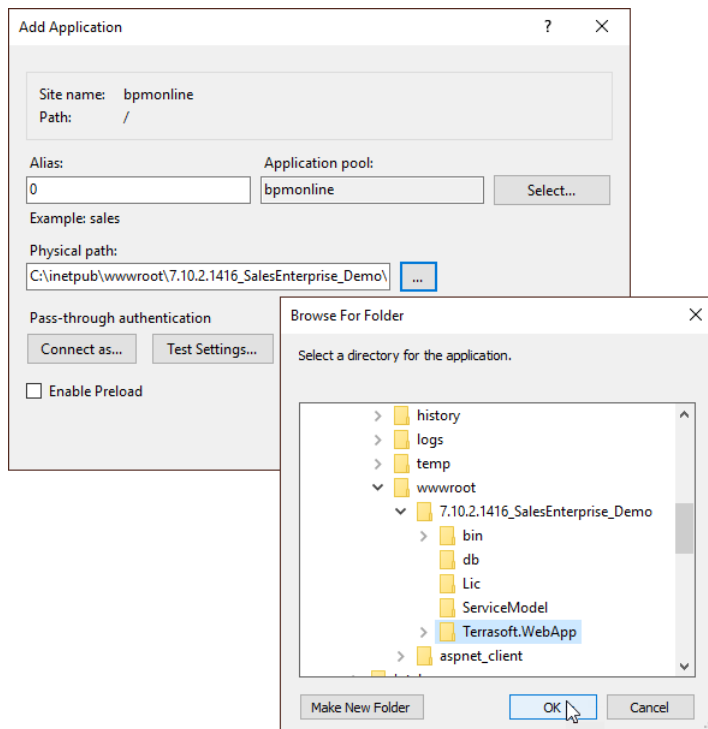 Add Application
?
Site name: bpmonline
Path: /
Alias:
Application pool:
0
bpmonline
Select...
Example: sales
Physical path:
C:\inetpub\wwwroot\7.10.2.1416_SalesEnterprise_Demo\
...
Pass-through authentication
Connect as...
Test Settings...
Enable Preload
Browse For Folder
Select a directory for the application.
history
logs
temp
wwwroot
7.10.2.1416_SalesEnterprise_Demo
bin
db
Lic
ServiceModel
Terrasoft.WebApp
aspnet_client
Make New Folder
OK
Cancel